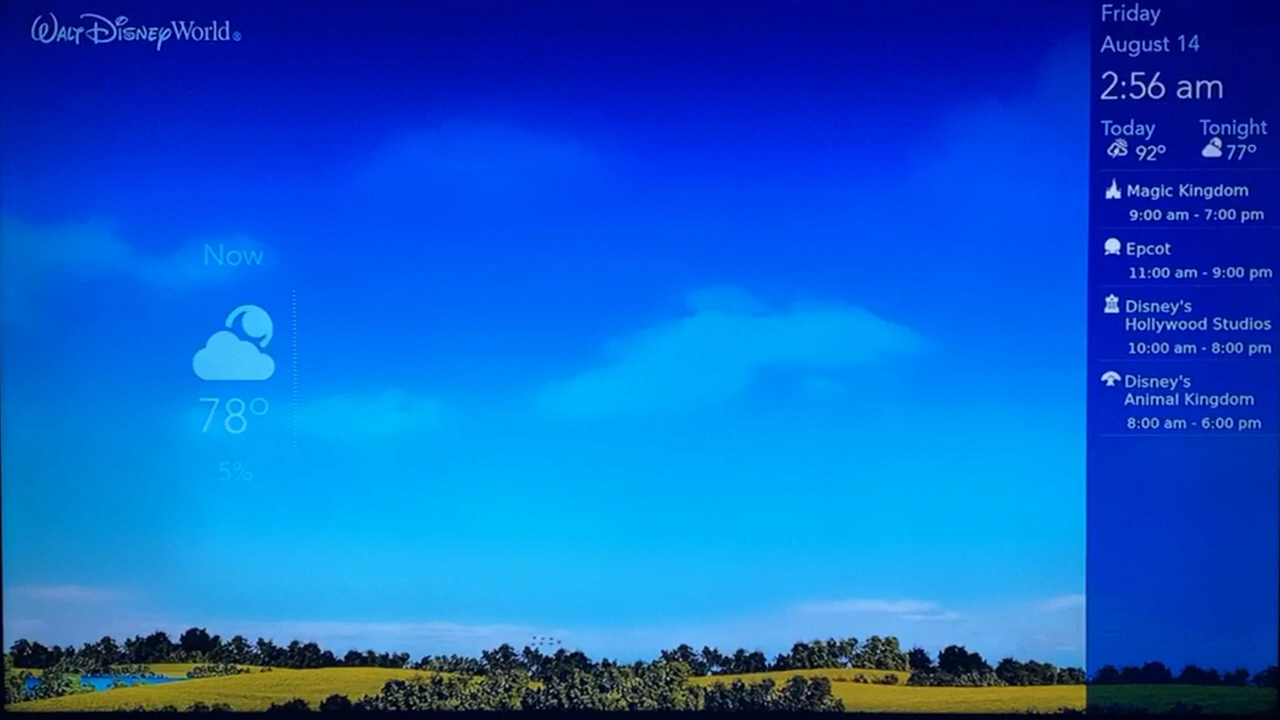 Walt Disney World®
Now
78°
5%
Friday
August 14
2:56 am
Today Tonight
92° 77°
Magic Kingdom
9:00 am - 7:00 pm
Epcot
11:00 am - 9:00 pm
Disney's
Hollywood Studios
10:00 am - 8:00 pm
Disney's
Animal Kingdom
8:00 am - 6:00 pm